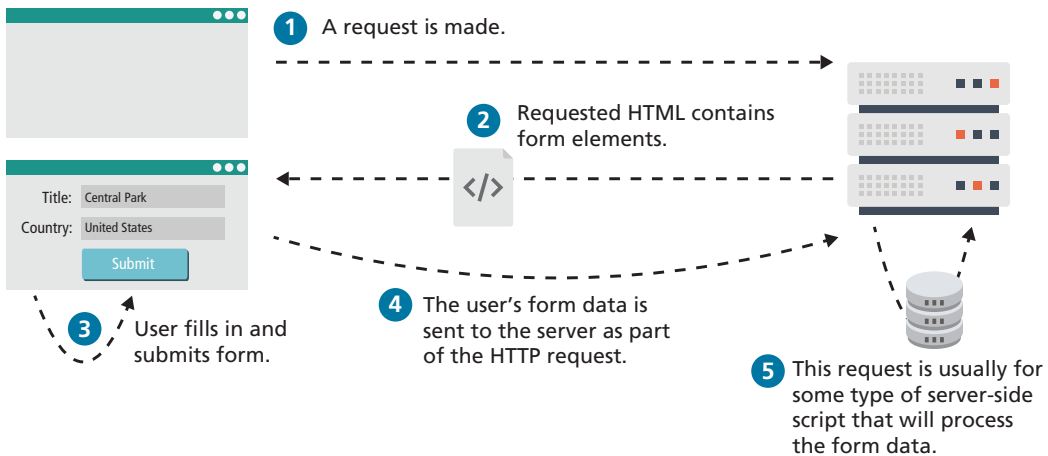 1 A request is made.
2 Requested HTML contains
form elements.
</>
Title: Central Park
Country: United States
Submit
3 User fills in and
submits form.
4 The user's form data is
sent to the server as part
of the HTTP request.
5 This request is usually for
some type of server-side
script that will process
the form data.